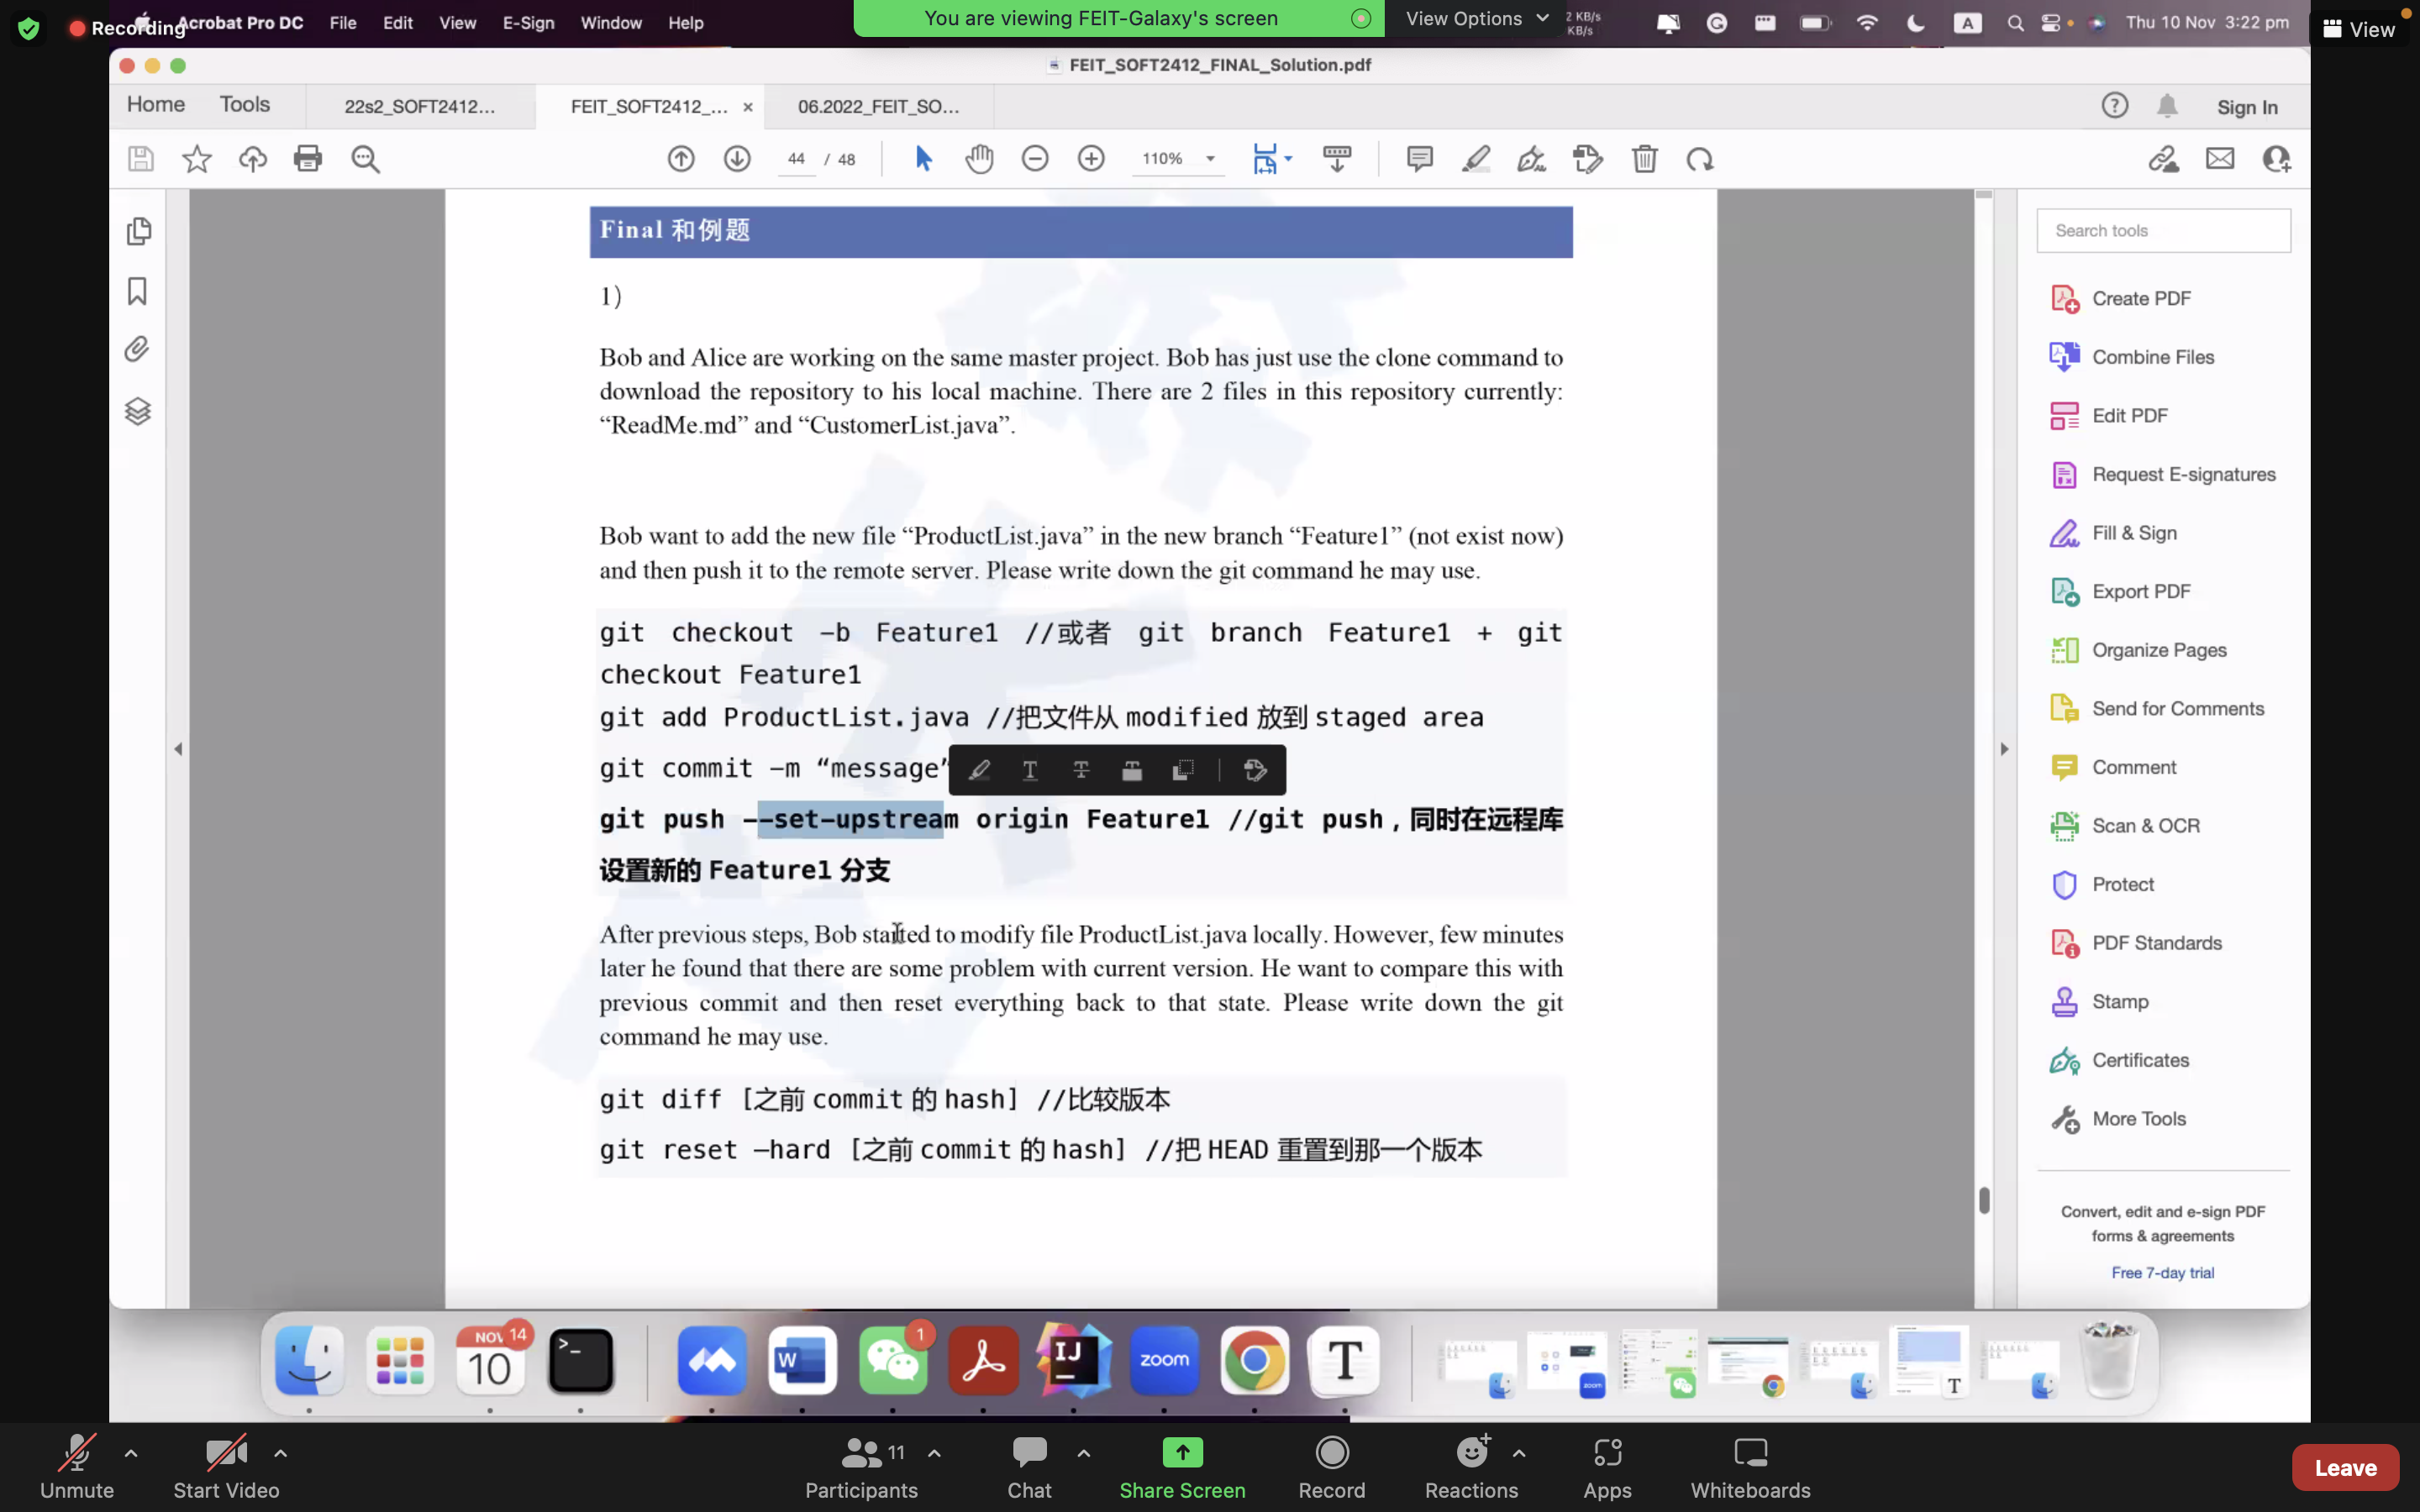 Recording
Acrobat Pro DC File Edit View E-Sign Window Help
You are viewing FEIT-Galaxy's screen
View Options
2 KB/s
KB/s
A
Thu 10 Nov 3:22 pm
View
FEIT_SOFT2412_FINAL_Solution.pdf
Home Tools 22s2_SOFT2412... FEIT_SOFT2412_... × 06.2022_FEIT_SO... Sign In
44 / 48 110%
Final 和例题
1)
Bob and Alice are working on the same master project. Bob has just use the clone command to
download the repository to his local machine. There are 2 files in this repository currently:
“ReadMe.md” and “CustomerList.java”.
Bob want to add the new file “ProductList.java” in the new branch “Feature1” (not exist now)
and then push it to the remote server. Please write down the git command he may use.
git checkout -b Feature1 //或者 git branch Feature1 + git
checkout Feature1
git add ProductList.java //把文件从 modified 放到 staged area
git commit -m “message”
git push --set-upstream origin Feature1 //git push，同时在远程库
设置新的 Feature1 分支
After previous steps, Bob started to modify file ProductList.java locally. However, few minutes
later he found that there are some problem with current version. He want to compare this with
previous commit and then reset everything back to that state. Please write down the git
command he may use.
git diff [之前 commit 的 hash] //比较版本
git reset —hard [之前 commit 的 hash] //把 HEAD 重置到那一个版本
Search tools
Create PDF
Combine Files
Edit PDF
Request E-signatures
Fill & Sign
Export PDF
Organize Pages
Send for Comments
Comment
Scan & OCR
Protect
PDF Standards
Stamp
Certificates
More Tools
Convert, edit and e-sign PDF
forms & agreements
Free 7-day trial
NOV 14
10
>_
W
1
IJ
zoom
T
zoom
T
Unmute
Start Video
11
Participants
Chat
Share Screen
Record
Reactions
Apps
Whiteboards
Leave